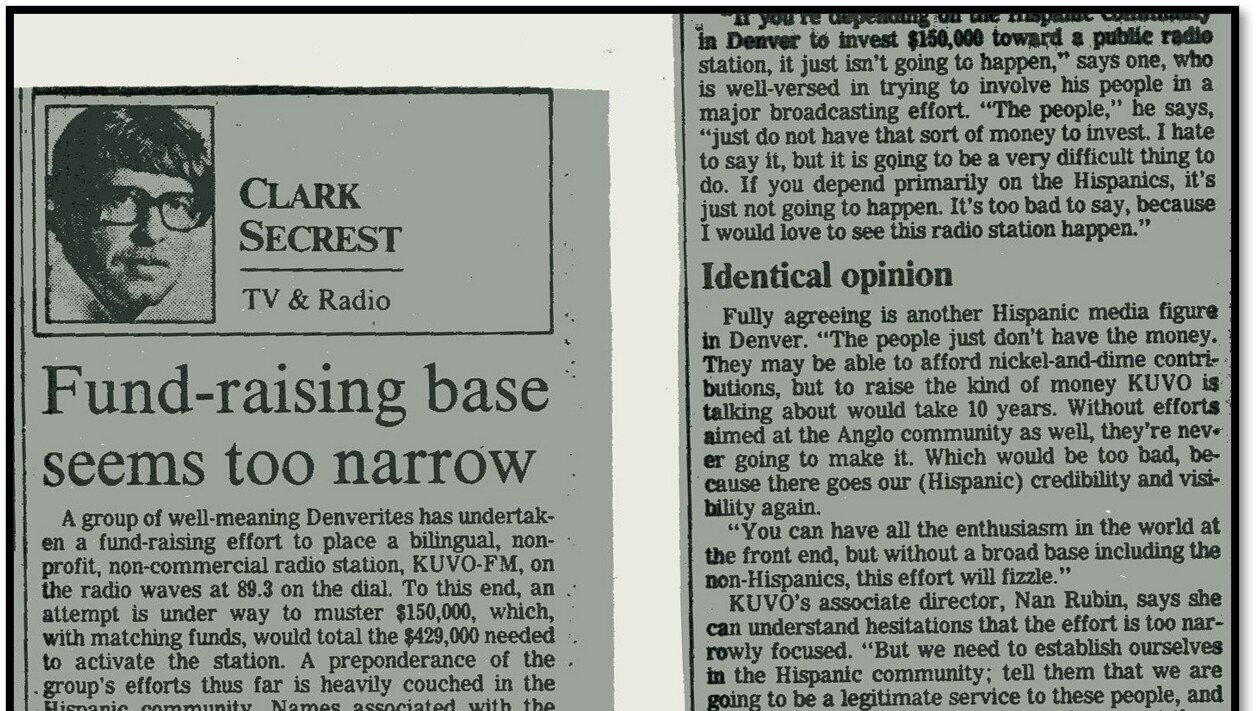 CLARK
SECREST
TV & Radio
Fund-raising base
seems too narrow
A group of well-meaning Denverites has undertak-
en a fund-raising effort to place a bilingual, non-
profit, non-commercial radio station, KUVO-FM, on
the radio waves at 89.3 on the dial. To this end, an
attempt is under way to muster $150,000, which,
with matching funds, would total the $429,000 needed
to activate the station. A preponderance of the
group's efforts thus far is heavily couched in the
Hispanic community. Names associated with the
"If you're depending on the Hispanic community
in Denver to invest $150,000 toward a public radio
station, it just isn't going to happen," says one, who
is well-versed in trying to involve his people in a
major broadcasting effort. "The people," he says,
"just do not have that sort of money to invest. I hate
to say it, but it is going to be a very difficult thing to
do. If you depend primarily on the Hispanics, it's
just not going to happen. It's too bad to say, because
I would love to see this radio station happen."
Identical opinion
Fully agreeing is another Hispanic media figure
in Denver. "The people just don't have the money.
They may be able to afford nickel-and-dime contri-
butions, but to raise the kind of money KUVO is
talking about would take 10 years. Without efforts
aimed at the Anglo community as well, they're nev-
er going to make it. Which would be too bad, be-
cause there goes our (Hispanic) credibility and visi-
bility again.
"You can have all the enthusiasm in the world at
the front end, but without a broad base including the
non-Hispanics, this effort will fizzle."
KUVO's associate director, Nan Rubin, says she
can understand hesitations that the effort is too nar-
rowly focused. "But we need to establish ourselves
in the Hispanic community; tell them that we are
going to be a legitimate service to these people, and